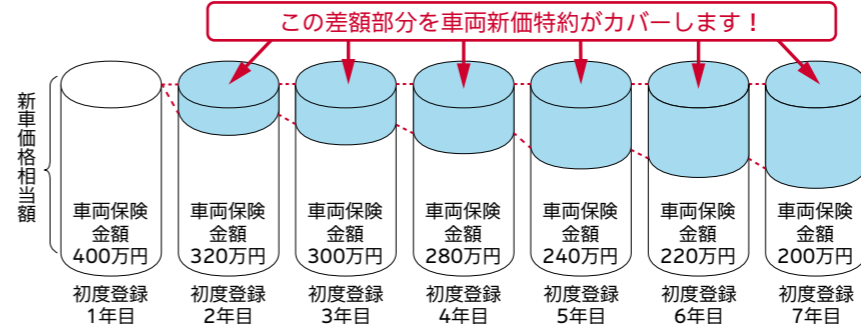 この差額部分を車両新価特約がカバーします！
新車価格相当額
車両保険
金額
400万円
車両保険
金額
320万円
車両保険
金額
300万円
車両保険
金額
280万円
車両保険
金額
240万円
車両保険
金額
220万円
車両保険
金額
200万円
初度登録
1年目
初度登録
2年目
初度登録
3年目
初度登録
4年目
初度登録
5年目
初度登録
6年目
初度登録
7年目